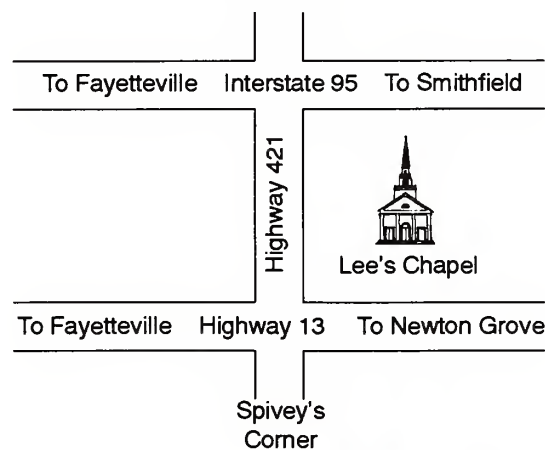 To Fayetteville Interstate 95 To Smithfield
Highway 421
Lee's Chapel
To Fayetteville Highway 13 To Newton Grove
Spivey's
Corner